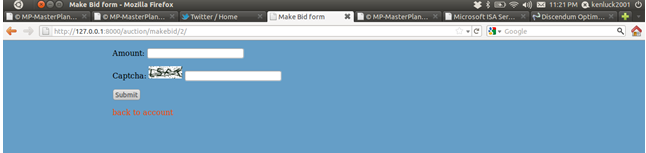 Make Bid form - Mozilla Firefox
11:21 PM kenluck2001
© MP-MasterPlan... © MP-MasterPlan... Twitter / Home Make Bid form © MP-MasterPlan... Microsoft ISA Ser... Discendum Optim...
http://127.0.0.1:8000/auction/makebid/2/ Google
Amount:
Captcha:
Submit
back to account